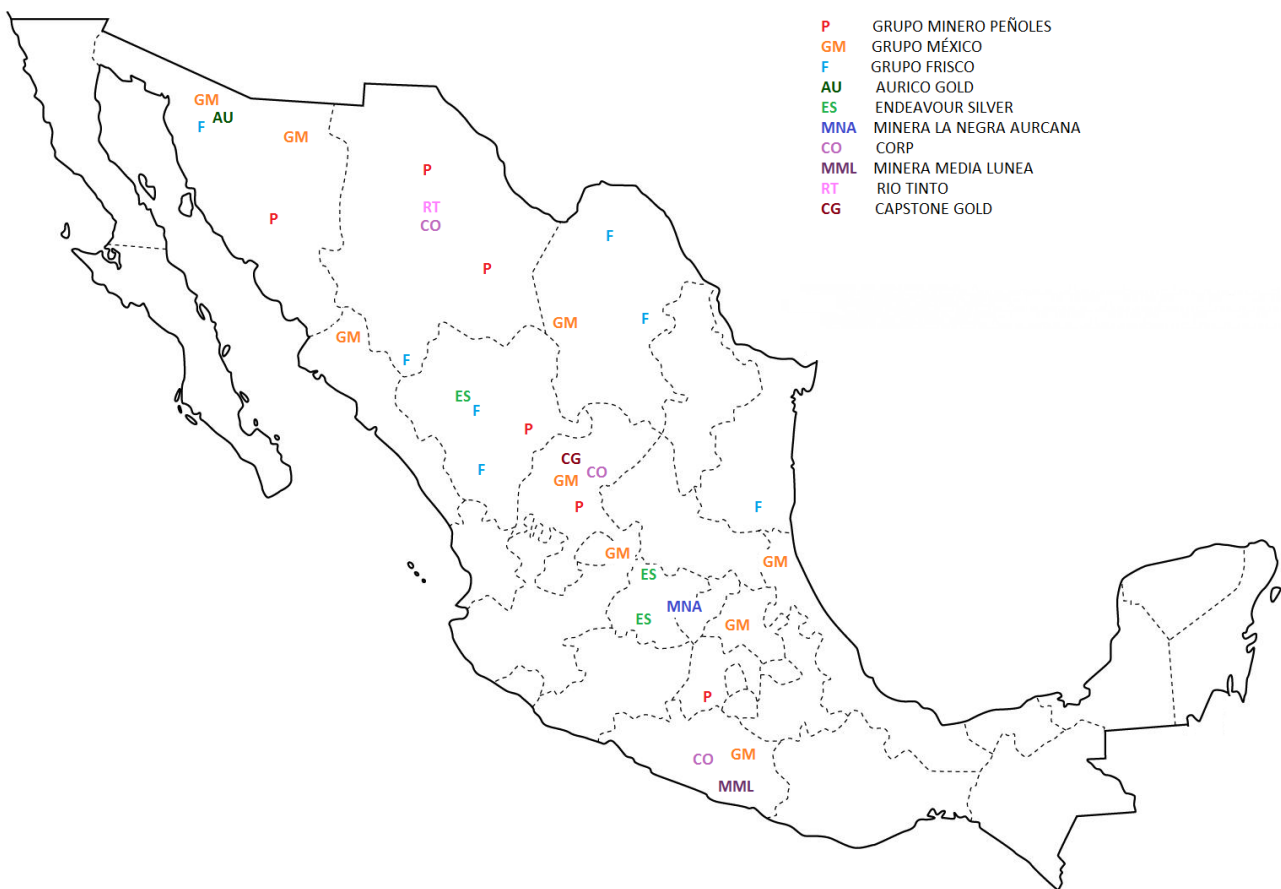 P GRUPO MINERO PEÑOLES
GM GRUPO MÉXICO
F GRUPO FRISCO
AU AURICO GOLD
ES ENDEAVOUR SILVER
MNA MINERA LA NEGRA AURCANA
CO CORP
MML MINERA MEDIA LUNEA
RT RIO TINTO
CG CAPSTONE GOLD
GM
AU
F
GM
P
P
RT
CO
F
P
GM
F
GM
F
ES
F
P
CG
CO
F
GM
P
F
GM
GM
ES
MNA
ES
GM
P
GM
CO
MML